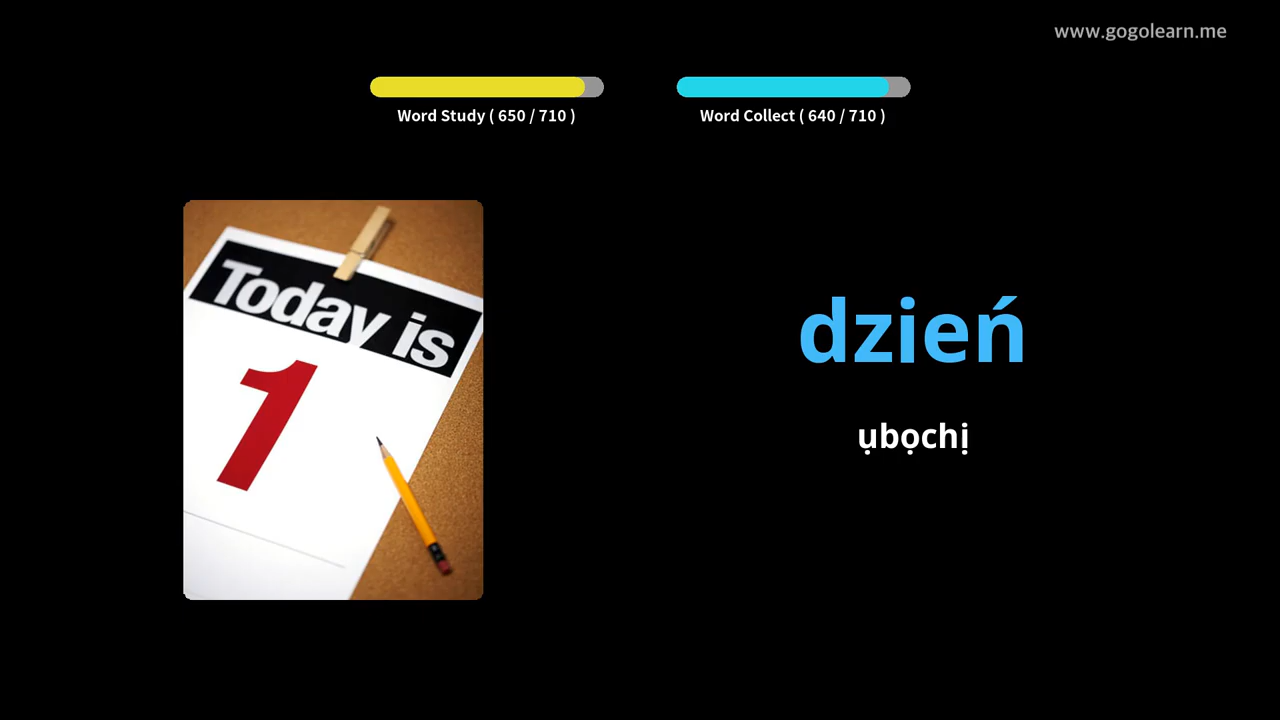 www.gogolearn.me
Word Study ( 650 / 710 )
Word Collect ( 640 / 710 )
Today is
1
dzień
ụbọchị